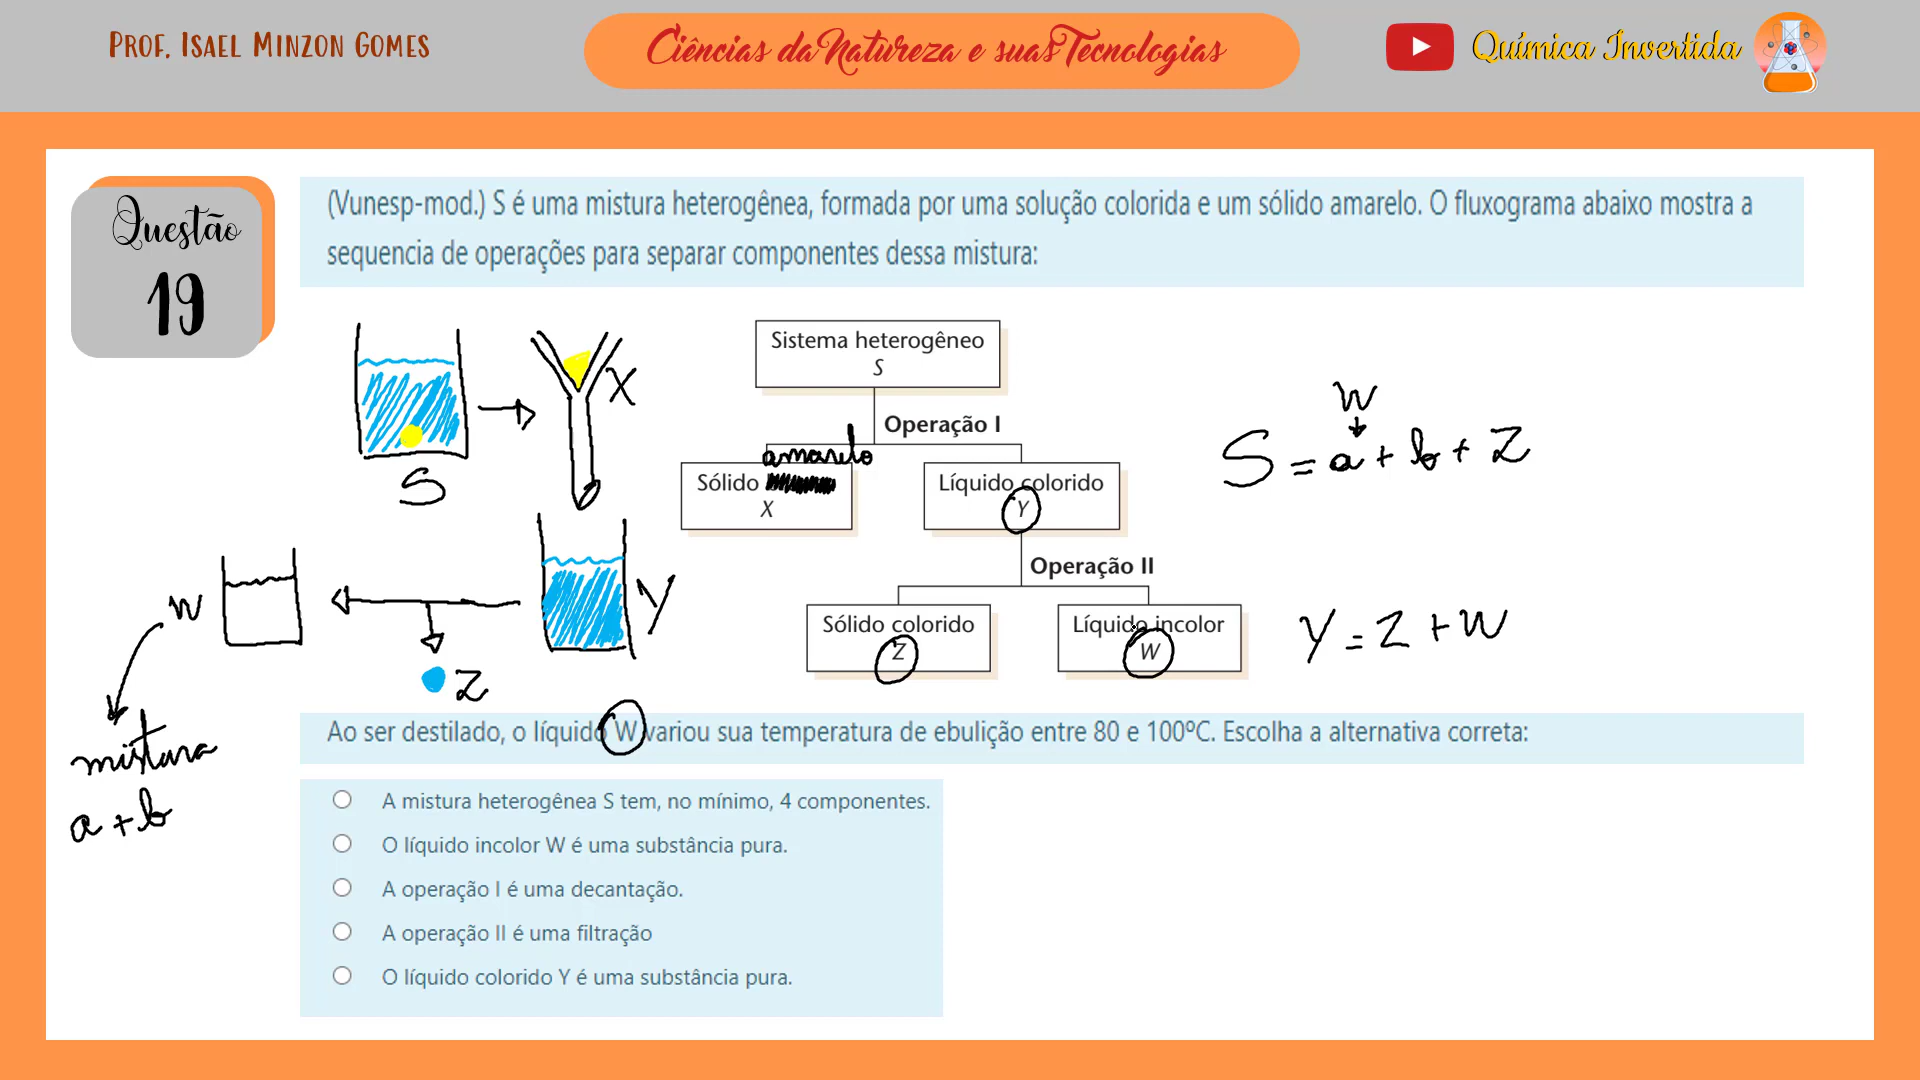 PROF. ISAEL MINZON GOMES
Ciências da Natureza e suas Tecnologias
Química Invertida
Questão
19
(Vunesp-mod.) S é uma mistura heterogênea, formada por uma solução colorida e um sólido amarelo. O fluxograma abaixo mostra a
sequencia de operações para separar componentes dessa mistura:
Sistema heterogêneo
S
Operação I
amarelo
Sólido
X
Líquido colorido
Y
Operação II
Sólido colorido
Z
Líquido incolor
W
S
X
Y
Z
W
mistura
a + b
W
S = a + b + Z
Y = Z + W
Ao ser destilado, o líquido W variou sua temperatura de ebulição entre 80 e 100ºC. Escolha a alternativa correta:
A mistura heterogênea S tem, no mínimo, 4 componentes.
O líquido incolor W é uma substância pura.
A operação I é uma decantação.
A operação II é uma filtração
O líquido colorido Y é uma substância pura.